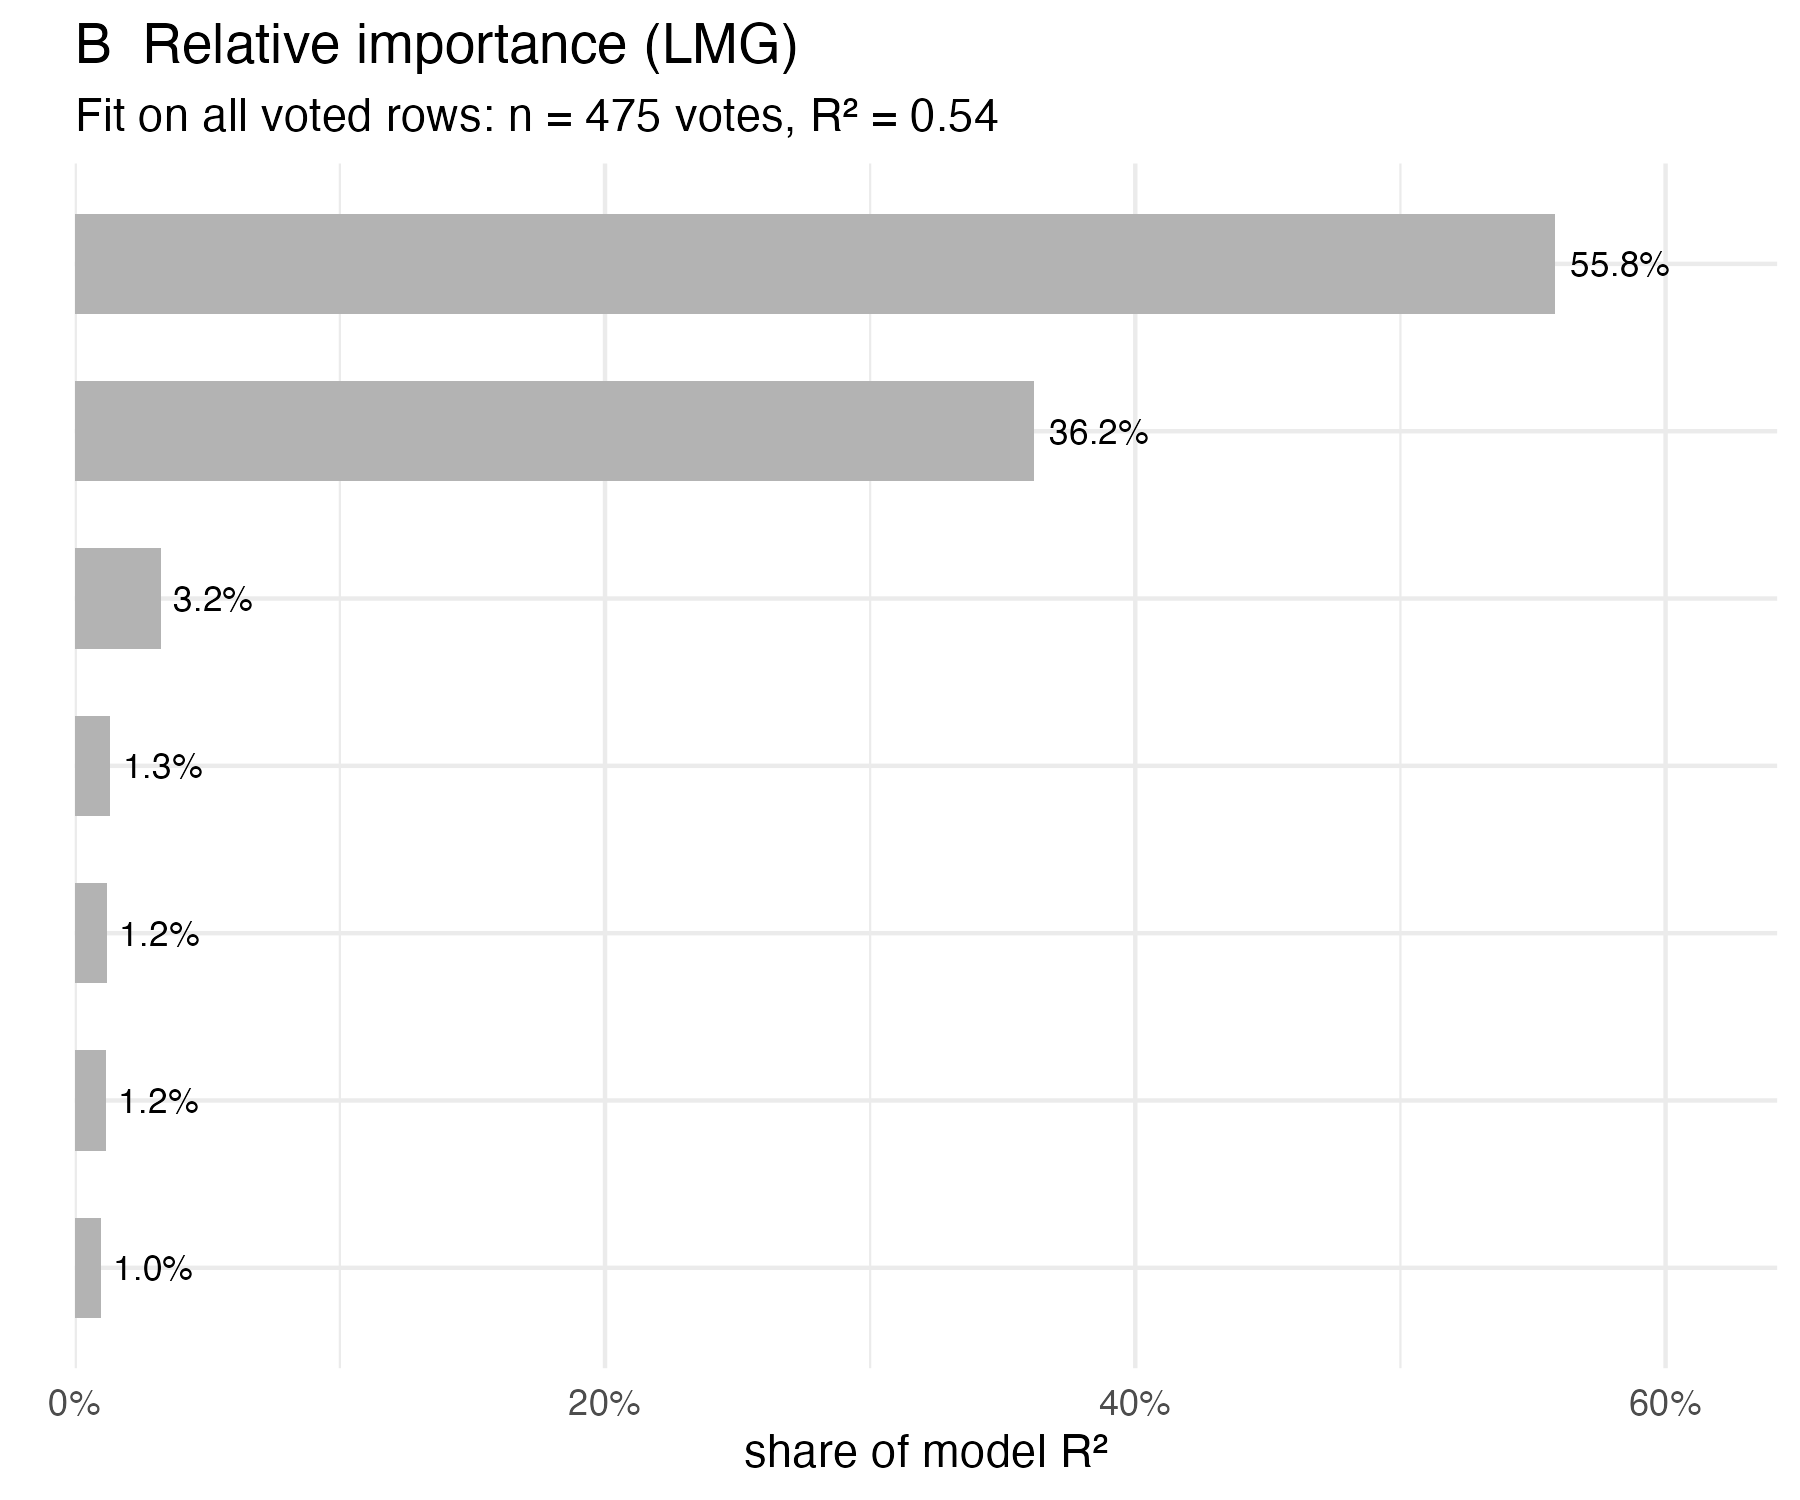 B  Relative importance (LMG)
Fit on all voted rows: n = 475 votes, R² = 0.54
55.8%
36.2%
3.2%
1.3%
1.2%
1.2%
1.0%
0% 20% 40% 60%
share of model R²